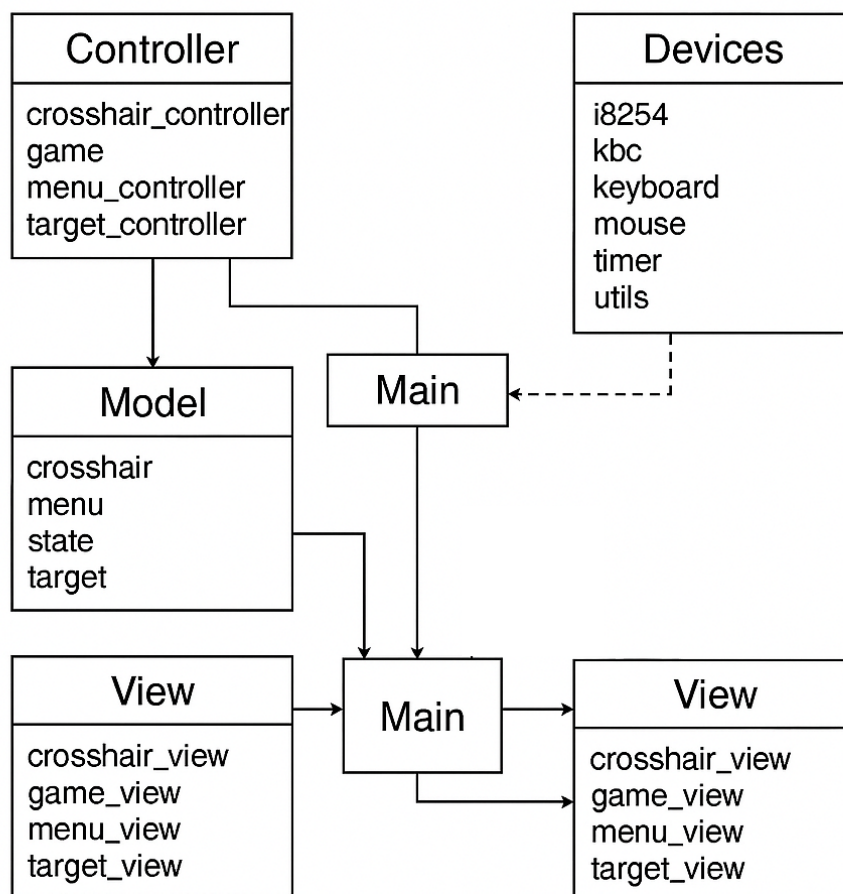 Controller
crosshair_controller
game
menu_controller
target_controller
Devices
i8254
kbc
keyboard
mouse
timer
utils
Main
Model
crosshair
menu
state
target
View
crosshair_view
game_view
menu_view
target_view
Main
View
crosshair_view
game_view
menu_view
target_view